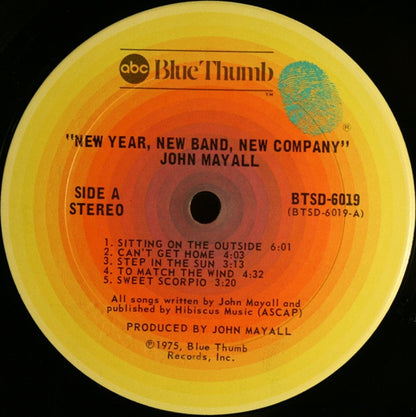 abc Blue Thumb
TM
®
"NEW YEAR, NEW BAND, NEW COMPANY"
JOHN MAYALL
SIDE A
STEREO
BTSD-6019
(BTSD-6019-A)
1. SITTING ON THE OUTSIDE 6:01
2. CAN'T GET HOME 4:03
3. STEP IN THE SUN 3:13
4. TO MATCH THE WIND 4:32
5. SWEET SCORPIO 3:20
All songs written by John Mayall and
published by Hibiscus Music (ASCAP)
PRODUCED BY JOHN MAYALL
℗1975, Blue Thumb
Records, Inc.